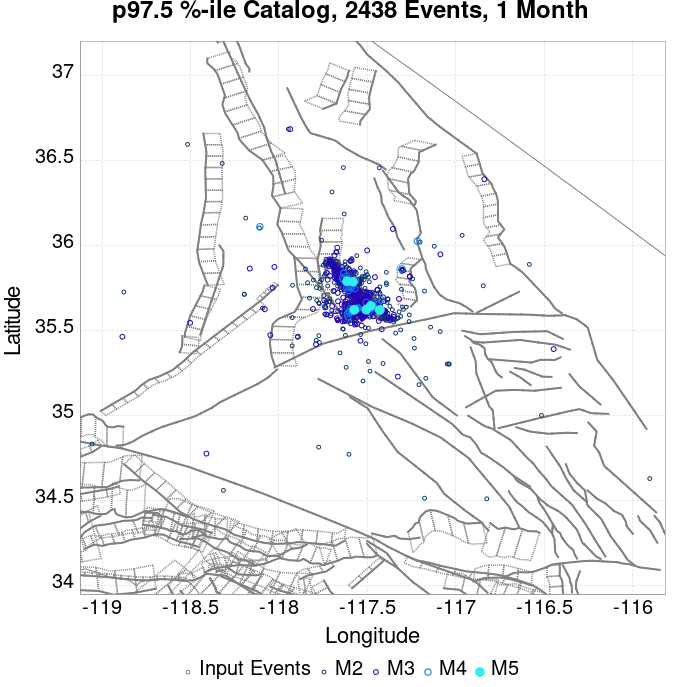 p97.5 %-ile Catalog, 2438 Events, 1 Month
37
36.5
36
35.5
35
34.5
34
Latitude
-119 -118.5 -118 -117.5 -117 -116.5 -116
Longitude
Input Events M2 M3 M4 M5